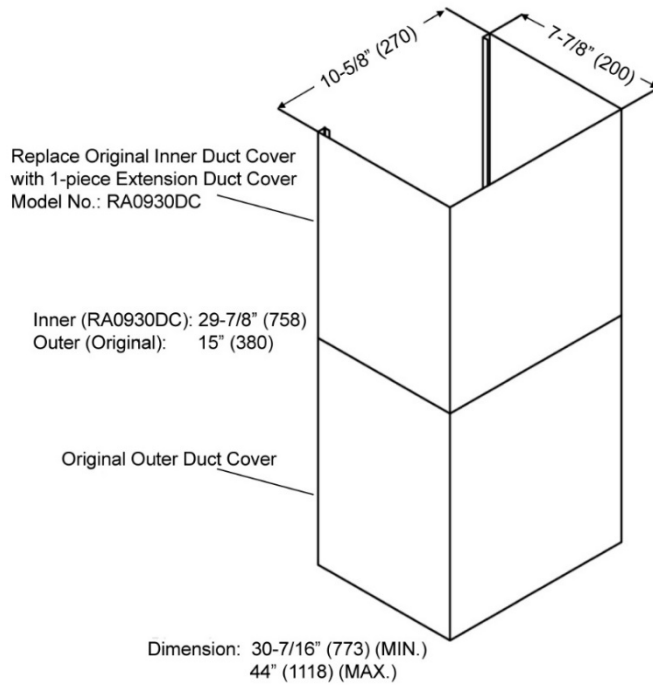 10-5/8” (270)
7-7/8” (200)
Replace Original Inner Duct Cover
with 1-piece Extension Duct Cover
Model No.: RA0930DC
Inner (RA0930DC): 29-7/8” (758)
Outer (Original): 15” (380)
Original Outer Duct Cover
Dimension: 30-7/16” (773) (MIN.)
44” (1118) (MAX.)